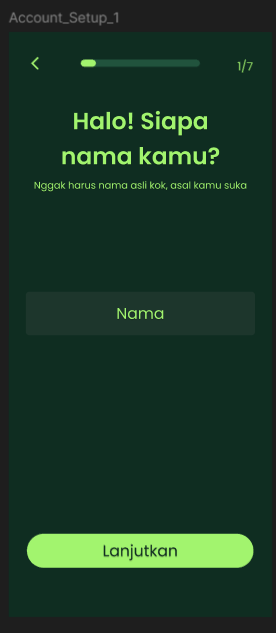 Account_Setup_1
1/7
Halo! Siapa
nama kamu?
Nggak harus nama asli kok, asal kamu suka
Nama
Lanjutkan